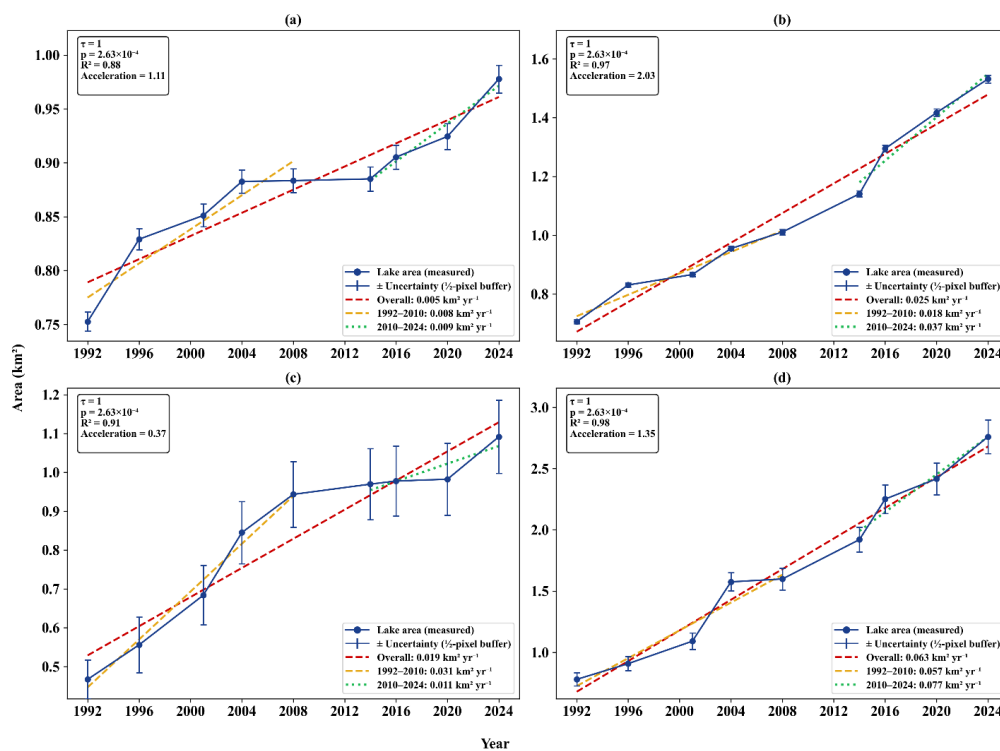 (a)
τ = 1
p = 2.63×10⁻⁴
R² = 0.88
Acceleration = 1.11
1.00
0.95
0.90
0.85
0.80
0.75
Lake area (measured)
± Uncertainty (½-pixel buffer)
Overall: 0.005 km² yr⁻¹
1992–2010: 0.008 km² yr⁻¹
2010–2024: 0.009 km² yr⁻¹
1992 1996 2000 2004 2008 2012 2016 2020 2024
(b)
τ = 1
p = 2.63×10⁻⁴
R² = 0.97
Acceleration = 2.03
1.6
1.4
1.2
1.0
0.8
Lake area (measured)
± Uncertainty (½-pixel buffer)
Overall: 0.025 km² yr⁻¹
1992–2010: 0.018 km² yr⁻¹
2010–2024: 0.037 km² yr⁻¹
1992 1996 2000 2004 2008 2012 2016 2020 2024
Area (km²)
(c)
τ = 1
p = 2.63×10⁻⁴
R² = 0.91
Acceleration = 0.37
1.2
1.1
1.0
0.9
0.8
0.7
0.6
0.5
Lake area (measured)
± Uncertainty (½-pixel buffer)
Overall: 0.019 km² yr⁻¹
1992–2010: 0.031 km² yr⁻¹
2010–2024: 0.011 km² yr⁻¹
1992 1996 2000 2004 2008 2012 2016 2020 2024
(d)
τ = 1
p = 2.63×10⁻⁴
R² = 0.98
Acceleration = 1.35
3.0
2.5
2.0
1.5
1.0
Lake area (measured)
± Uncertainty (½-pixel buffer)
Overall: 0.063 km² yr⁻¹
1992–2010: 0.057 km² yr⁻¹
2010–2024: 0.077 km² yr⁻¹
1992 1996 2000 2004 2008 2012 2016 2020 2024
Year